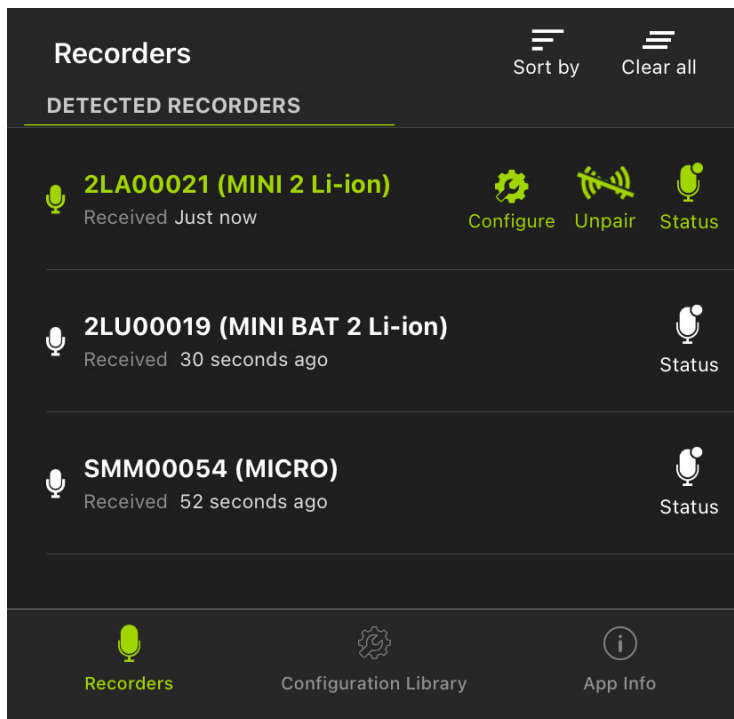 Recorders
Sort by
Clear all
DETECTED RECORDERS
2LA00021 (MINI 2 Li-ion)
Received Just now
Configure
Unpair
Status
2LU00019 (MINI BAT 2 Li-ion)
Received 30 seconds ago
Status
SMM00054 (MICRO)
Received 52 seconds ago
Status
Recorders
Configuration Library
App Info